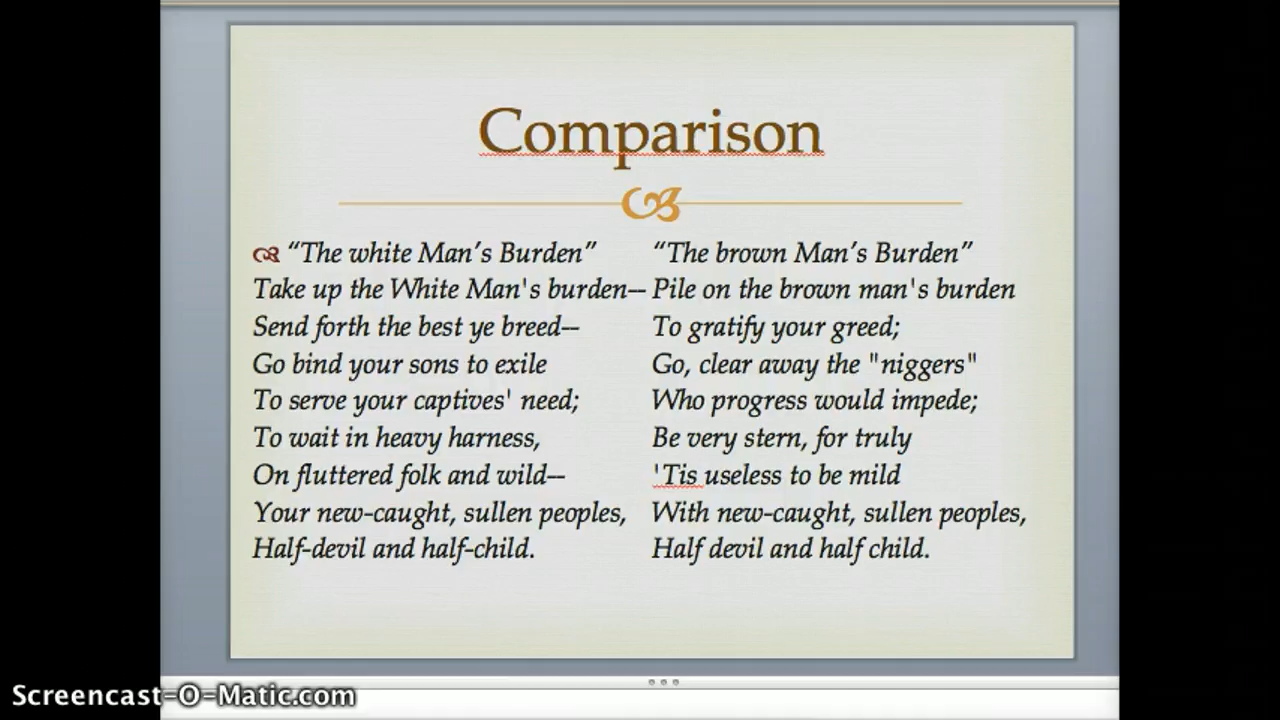 Comparison
“The white Man’s Burden”
Take up the White Man's burden--
Send forth the best ye breed--
Go bind your sons to exile
To serve your captives' need;
To wait in heavy harness,
On fluttered folk and wild--
Your new-caught, sullen peoples,
Half-devil and half-child.
“The brown Man’s Burden”
Pile on the brown man's burden
To gratify your greed;
Go, clear away the "niggers"
Who progress would impede;
Be very stern, for truly
'Tis useless to be mild
With new-caught, sullen peoples,
Half devil and half child.
Screencast-O-Matic.com